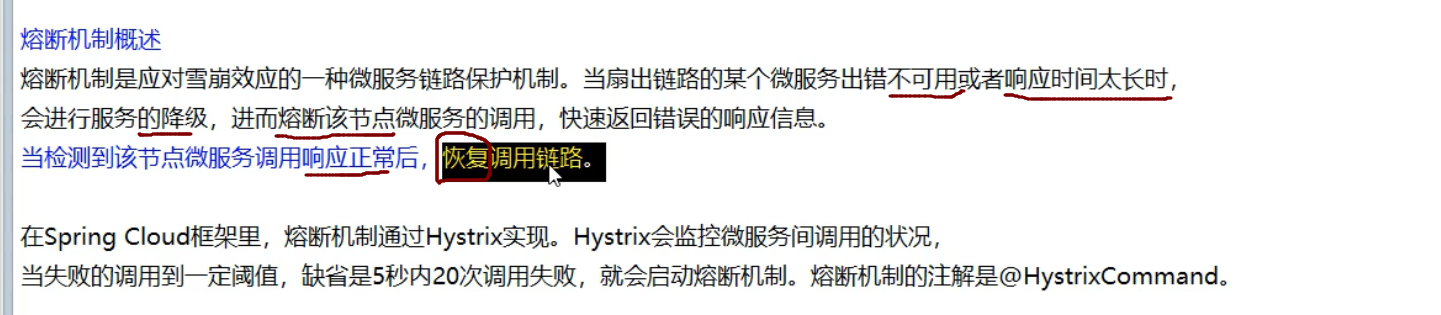 熔断机制概述
熔断机制是应对雪崩效应的一种微服务链路保护机制。当扇出链路的某个微服务出错不可用或者响应时间太长时，
会进行服务的降级，进而熔断该节点微服务的调用，快速返回错误的响应信息。
当检测到该节点微服务调用响应正常后，恢复调用链路。
在Spring Cloud框架里，熔断机制通过Hystrix实现。Hystrix会监控微服务间调用的状况，
当失败的调用到一定阈值，缺省是5秒内20次调用失败，就会启动熔断机制。熔断机制的注解是@HystrixCommand。